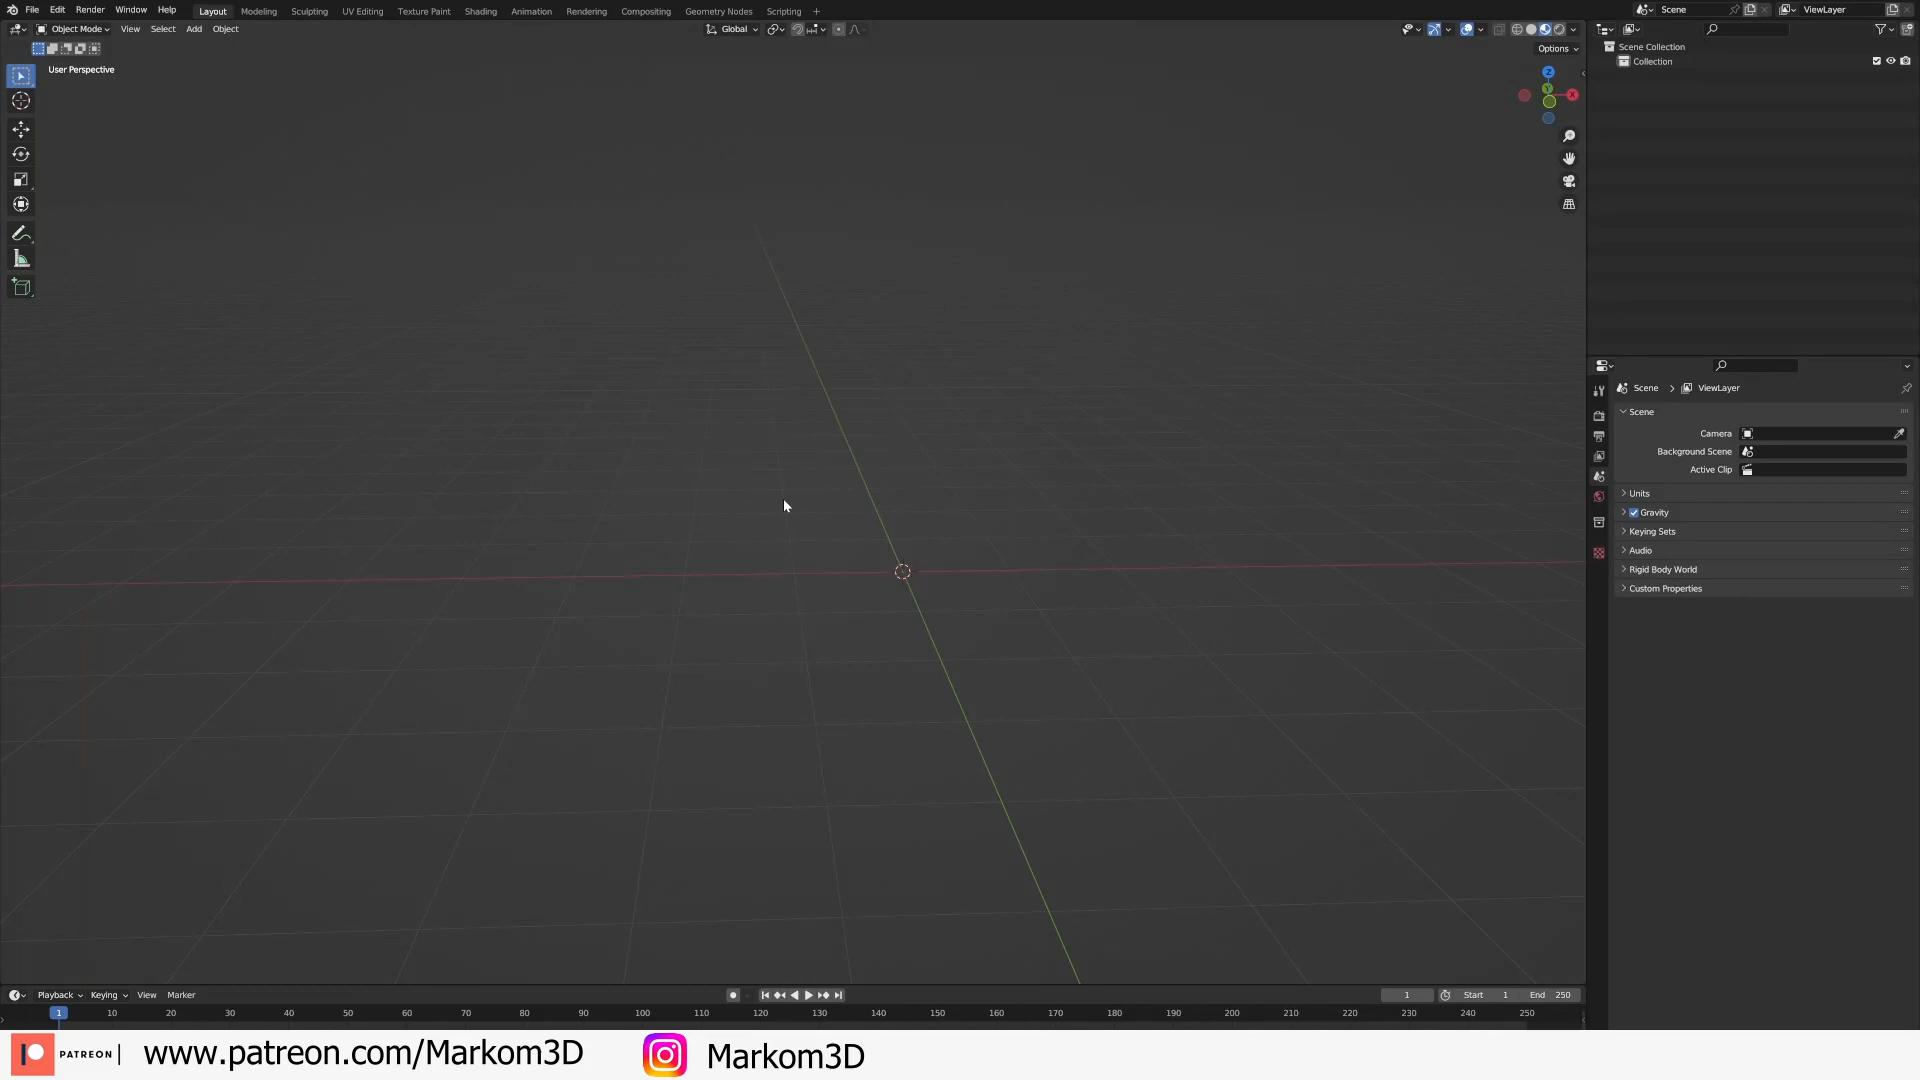 File Edit Render Window Help Layout Modeling Sculpting UV Editing Texture Paint Shading Animation Rendering Compositing Geometry Nodes Scripting + Scene ViewLayer
Object Mode View Select Add Object Global
Options
User Perspective
Z
Y
X
Scene Collection
Collection
Scene > ViewLayer
Scene
Camera
Background Scene
Active Clip
Units
Gravity
Keying Sets
Audio
Rigid Body World
Custom Properties
Playback Keying View Marker 1 Start 1 End 250
1 10 20 30 40 50 60 70 80 90 100 110 120 130 140 150 160 170 180 190 200 210 220 230 240 250
PATREON | www.patreon.com/Markom3D Markom3D